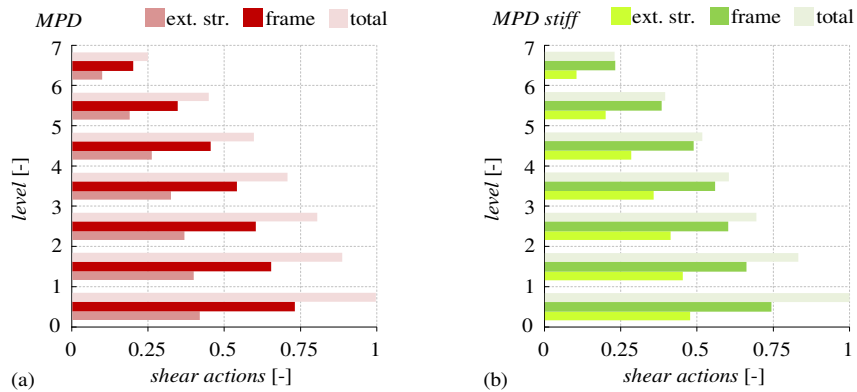 MPD ext. str. frame total
7
6
5
4
3
2
1
0
level [-]
0 0.25 0.5 0.75 1
shear actions [-]
(a)
MPD stiff ext. str. frame total
7
6
5
4
3
2
1
0
level [-]
0 0.25 0.5 0.75 1
shear actions [-]
(b)